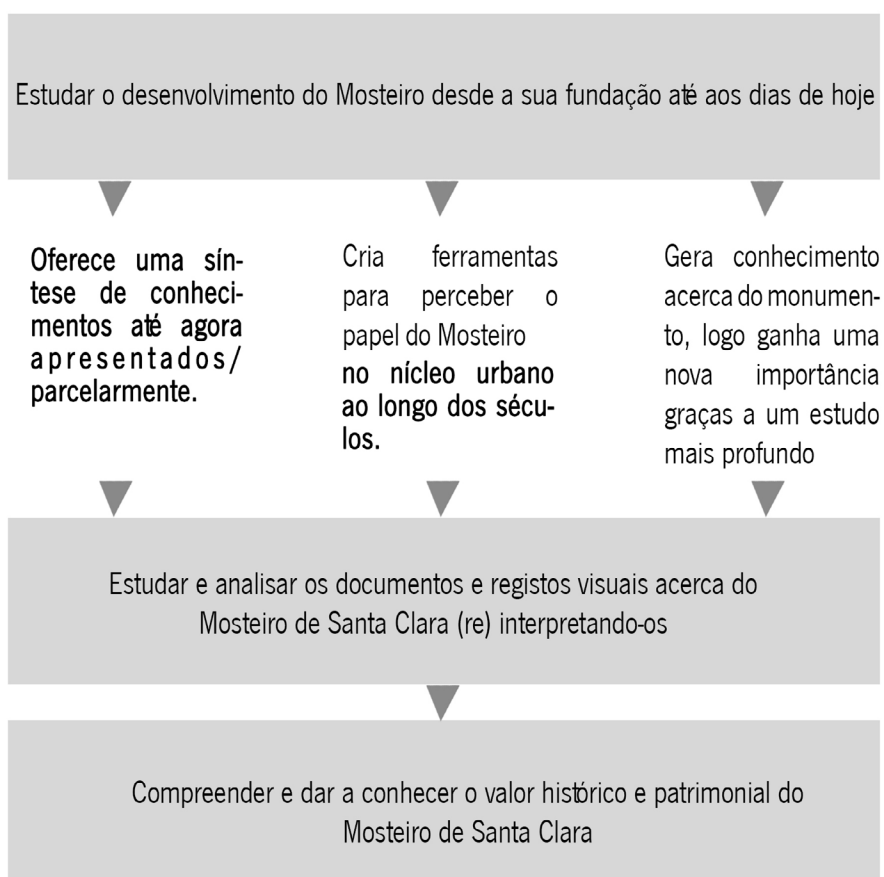 Estudar o desenvolvimento do Mosteiro desde a sua fundação até aos dias de hoje
Oferece uma sín-
tese de conheci-
mentos até agora
apresentados/
parcelarmente.
Cria ferramentas
para perceber o
papel do Mosteiro
no nícleo urbano
ao longo dos sécu-
los.
Gera conhecimento
acerca do monumen-
to, logo ganha uma
nova importância
graças a um estudo
mais profundo
Estudar e analisar os documentos e registos visuais acerca do
Mosteiro de Santa Clara (re) interpretando-os
Compreender e dar a conhecer o valor histórico e patrimonial do
Mosteiro de Santa Clara